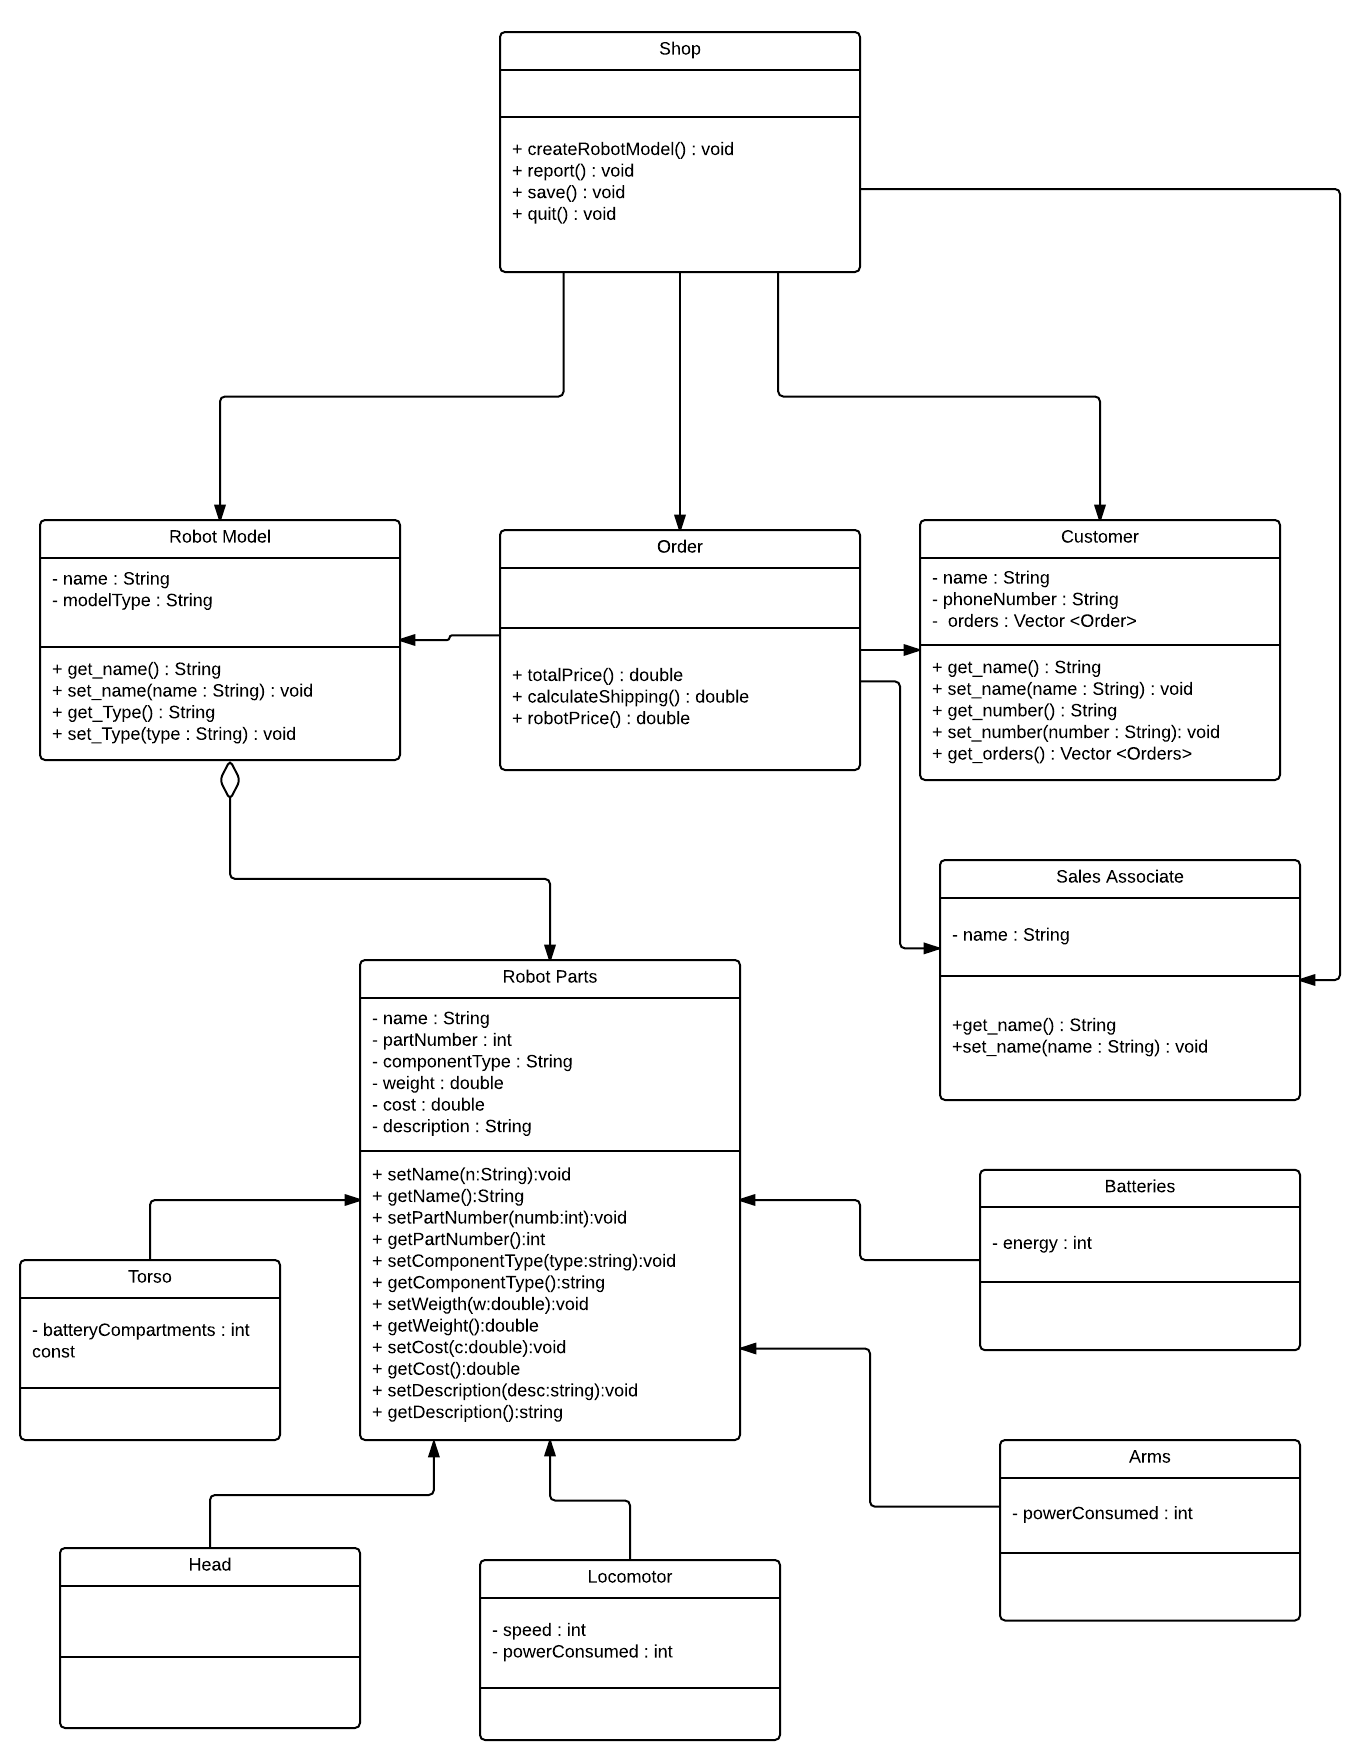 Shop
+ createRobotModel() : void
+ report() : void
+ save() : void
+ quit() : void
Robot Model
- name : String
- modelType : String
+ get_name() : String
+ set_name(name : String) : void
+ get_Type() : String
+ set_Type(type : String) : void
Order
+ totalPrice() : double
+ calculateShipping() : double
+ robotPrice() : double
Customer
- name : String
- phoneNumber : String
- orders : Vector <Order>
+ get_name() : String
+ set_name(name : String) : void
+ get_number() : String
+ set_number(number : String): void
+ get_orders() : Vector <Orders>
Sales Associate
- name : String
+get_name() : String
+set_name(name : String) : void
Robot Parts
- name : String
- partNumber : int
- componentType : String
- weight : double
- cost : double
- description : String
+ setName(n:String):void
+ getName():String
+ setPartNumber(numb:int):void
+ getPartNumber():int
+ setComponentType(type:string):void
+ getComponentType():string
+ setWeigth(w:double):void
+ getWeight():double
+ setCost(c:double):void
+ getCost():double
+ setDescription(desc:string):void
+ getDescription():string
Batteries
- energy : int
Torso
- batteryCompartments : int
const
Arms
- powerConsumed : int
Head
Locomotor
- speed : int
- powerConsumed : int